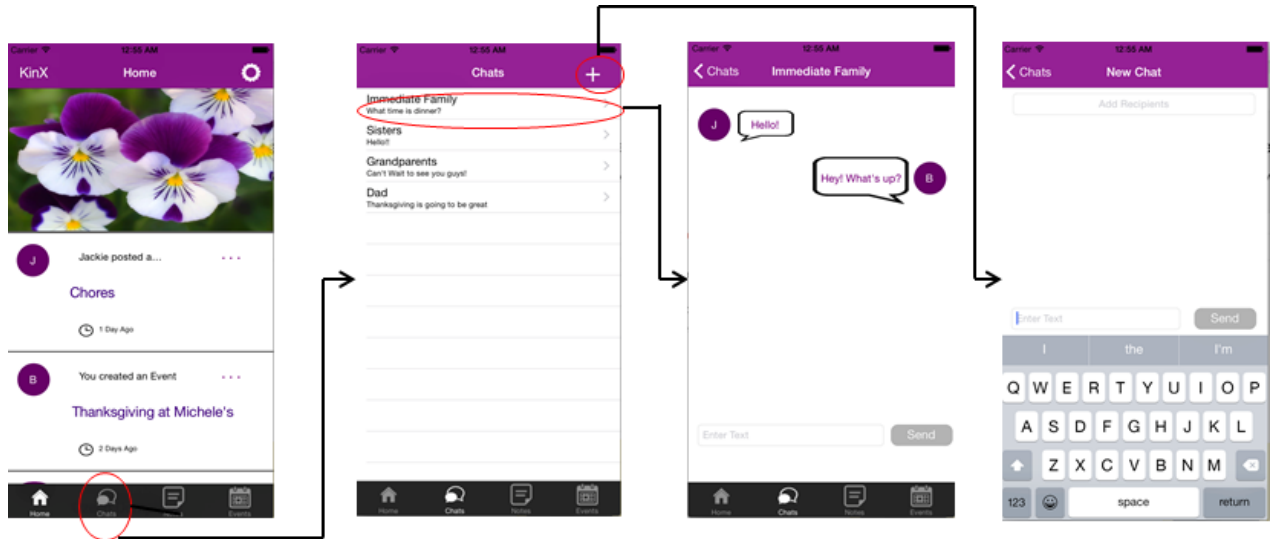 Carrier 12:55 AM
KinX Home
J
Jackie posted a...
Chores
1 Day Ago
B
You created an Event
Thanksgiving at Michele's
2 Days Ago
Home Chats Notes Events
Carrier 12:55 AM
Chats +
Immediate Family
What time is dinner?
Sisters
Hello!!
Grandparents
Can't Wait to see you guys!
Dad
Thanksgiving is going to be great
Home Chats Notes Events
Carrier 12:55 AM
Chats Immediate Family
J Hello!
Hey! What's up? B
Enter Text Send
Home Chats Notes Events
Carrier 12:55 AM
Chats New Chat
Add Recipients
Enter Text Send
I the I'm
Q W E R T Y U I O P
A S D F G H J K L
Z X C V B N M
123 space return